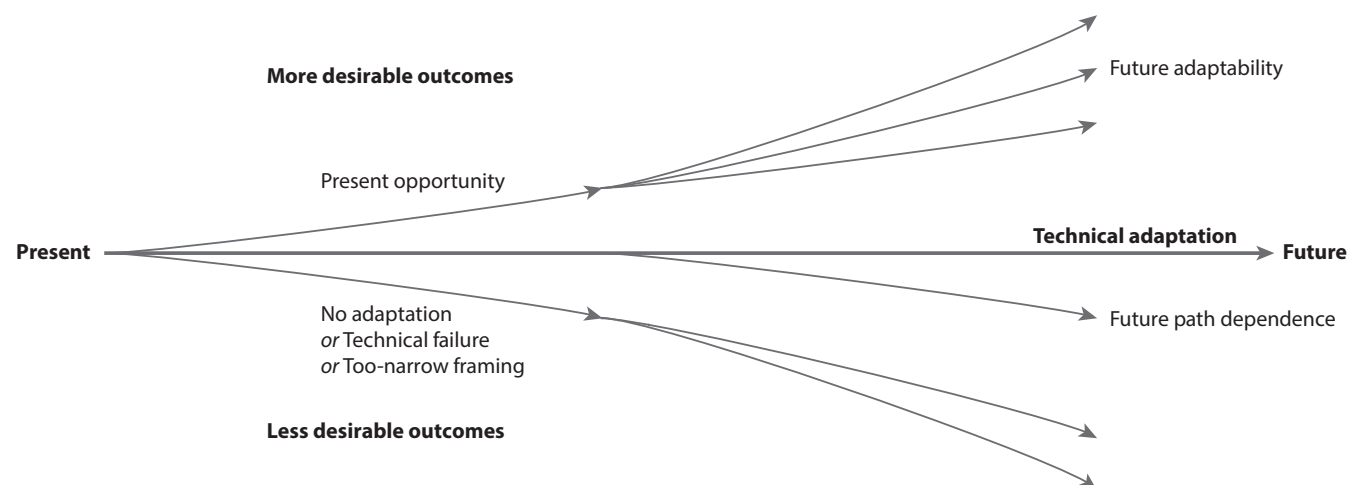 More desirable outcomes
Future adaptability
Present opportunity
Technical adaptation
Present
Future
No adaptation
or Technical failure
or Too-narrow framing
Future path dependence
Less desirable outcomes